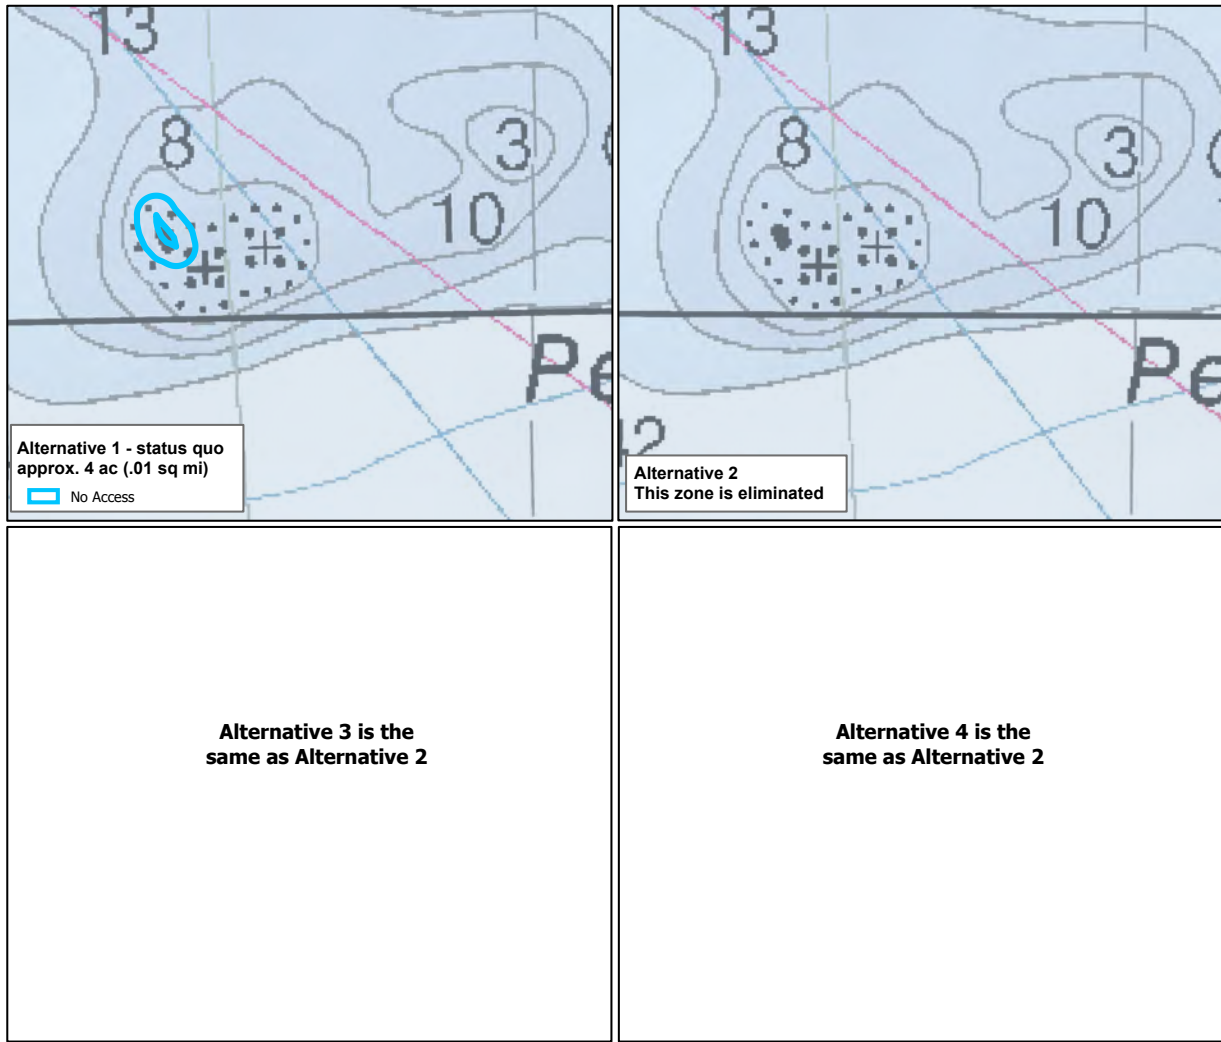 13
8
3
10
Pe
Alternative 1 - status quo
approx. 4 ac (.01 sq mi)
No Access
13
8
3
10
Pe
12
Alternative 2
This zone is eliminated
Alternative 3 is the
same as Alternative 2
Alternative 4 is the
same as Alternative 2